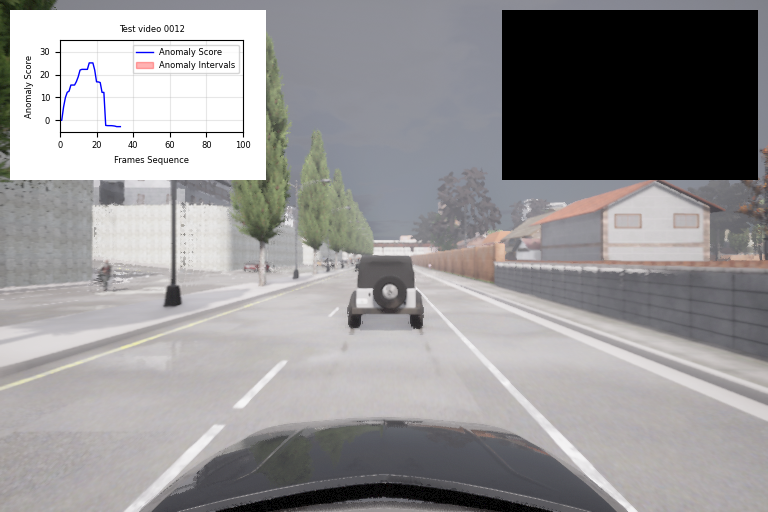 Test video 0012
Anomaly Score
Anomaly Intervals
Anomaly Score
30
20
10
0
0 20 40 60 80 100
Frames Sequence